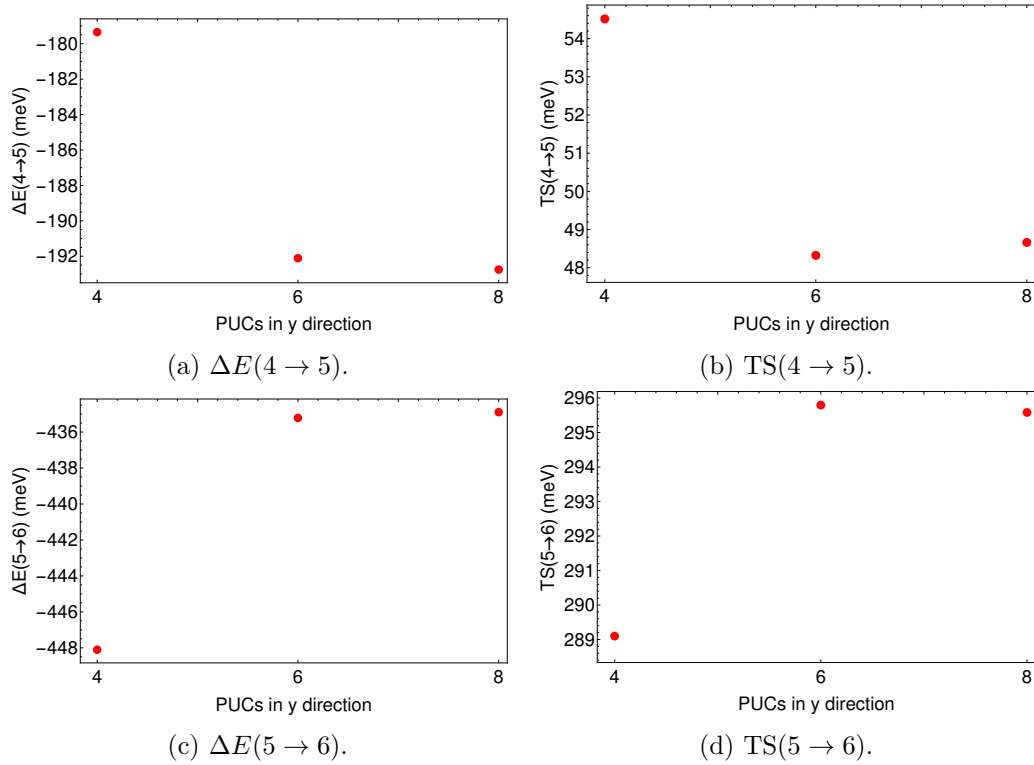 ΔE(4→5) (meV)
−180
−182
−184
−186
−188
−190
−192
4 6 8
PUCs in y direction
(a) ΔE(4 → 5).
TS(4→5) (meV)
54
53
52
51
50
49
48
4 6 8
PUCs in y direction
(b) TS(4 → 5).
ΔE(5→6) (meV)
−436
−438
−440
−442
−444
−446
−448
4 6 8
PUCs in y direction
(c) ΔE(5 → 6).
TS(5→6) (meV)
296
295
294
293
292
291
290
289
4 6 8
PUCs in y direction
(d) TS(5 → 6).